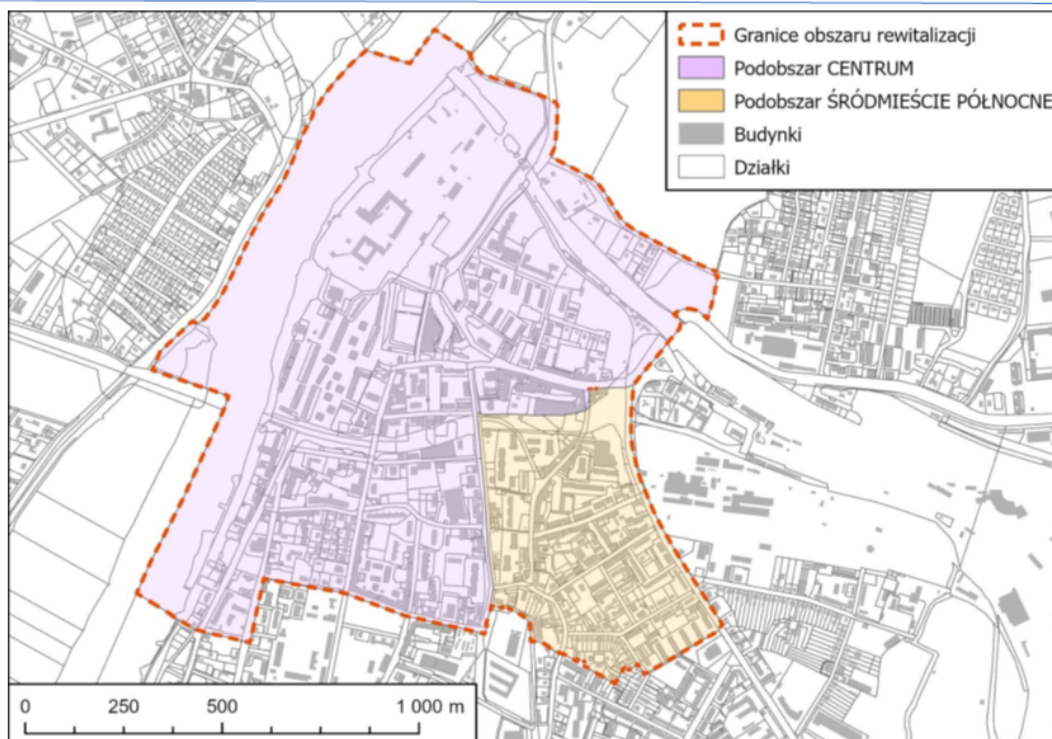 Granice obszaru rewitalizacji
Podobszar CENTRUM
Podobszar ŚRÓDMIEŚCIE PÓŁNOCNE
Budynki
Działki
0 250 500 1 000 m